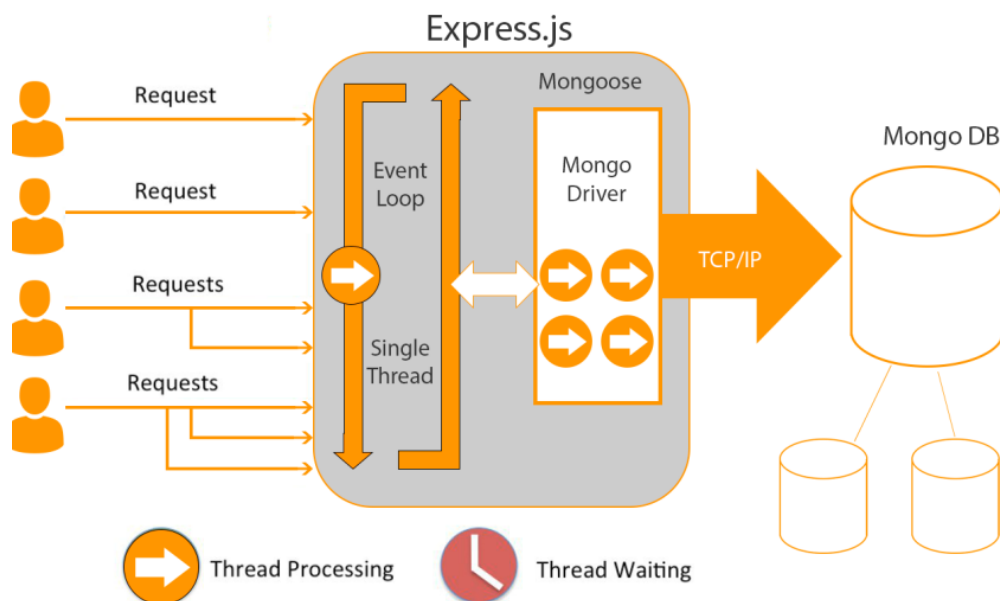 Express.js
Request
Mongoose
Mongo DB
Event
Loop
Mongo
Driver
Request
TCP/IP
Requests
Single
Thread
Requests
Thread Processing
Thread Waiting